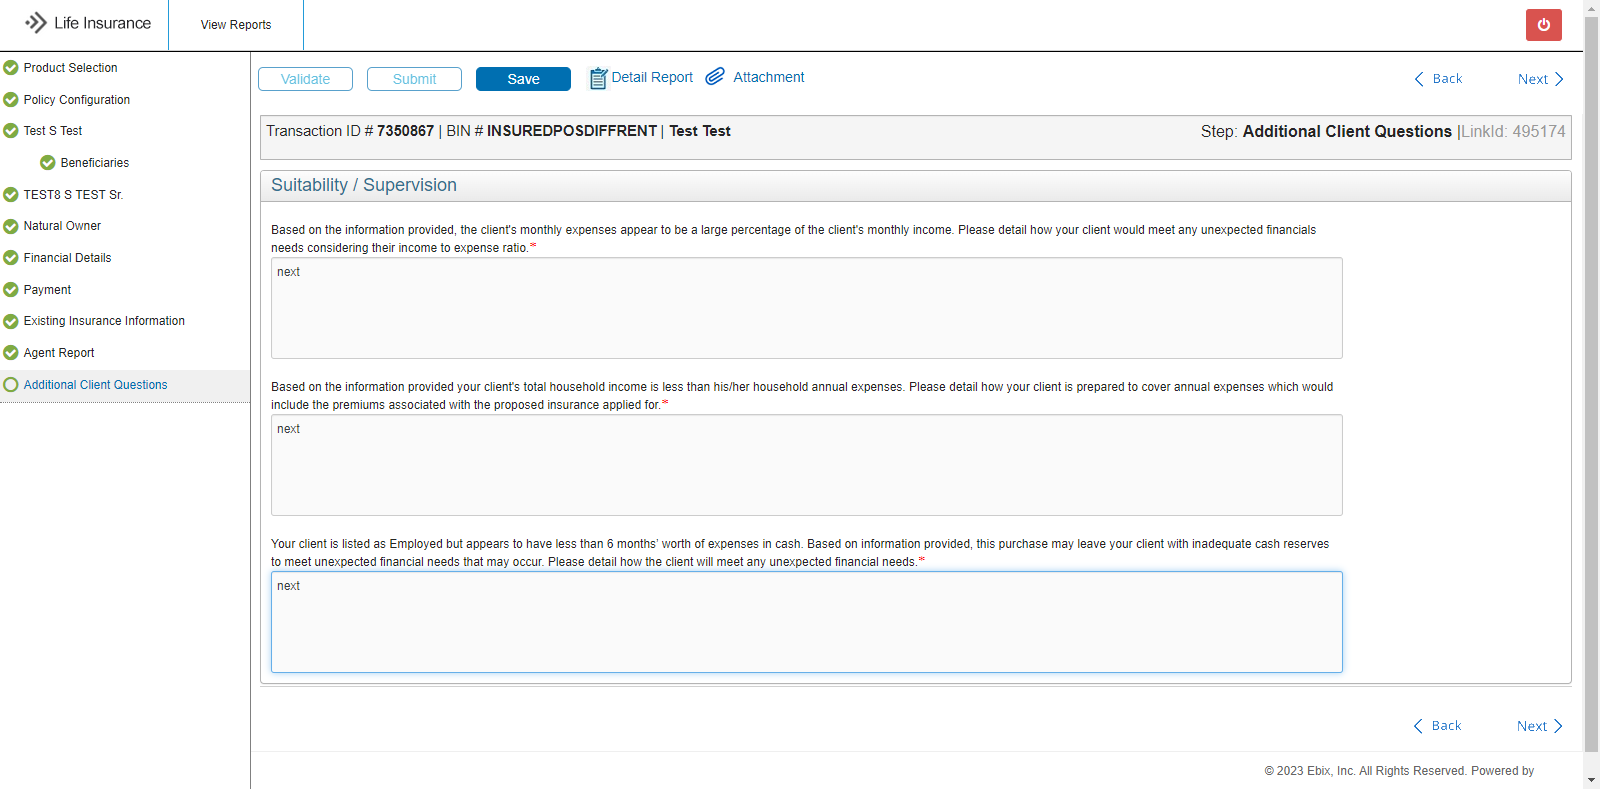 Life Insurance
View Reports
Product Selection
Policy Configuration
Test S Test
Beneficiaries
TEST8 S TEST Sr.
Natural Owner
Financial Details
Payment
Existing Insurance Information
Agent Report
Additional Client Questions
Validate
Submit
Save
Detail Report
Attachment
Back
Next
Transaction ID # 7350867 | BIN # INSUREDPOSDIFFRENT | Test Test
Step: Additional Client Questions |LinkId: 495174
Suitability / Supervision
Based on the information provided, the client's monthly expenses appear to be a large percentage of the client's monthly income. Please detail how your client would meet any unexpected financials
needs considering their income to expense ratio.*
next
Based on the information provided your client's total household income is less than his/her household annual expenses. Please detail how your client is prepared to cover annual expenses which would
include the premiums associated with the proposed insurance applied for.*
next
Your client is listed as Employed but appears to have less than 6 months' worth of expenses in cash. Based on information provided, this purchase may leave your client with inadequate cash reserves
to meet unexpected financial needs that may occur. Please detail how the client will meet any unexpected financial needs.*
next
Back
Next
© 2023 Ebix, Inc. All Rights Reserved. Powered by